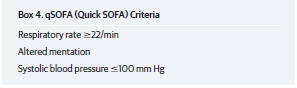 Box 4. qSOFA (Quick SOFA) Criteria
Respiratory rate ≥22/min
Altered mentation
Systolic blood pressure ≤100 mm Hg